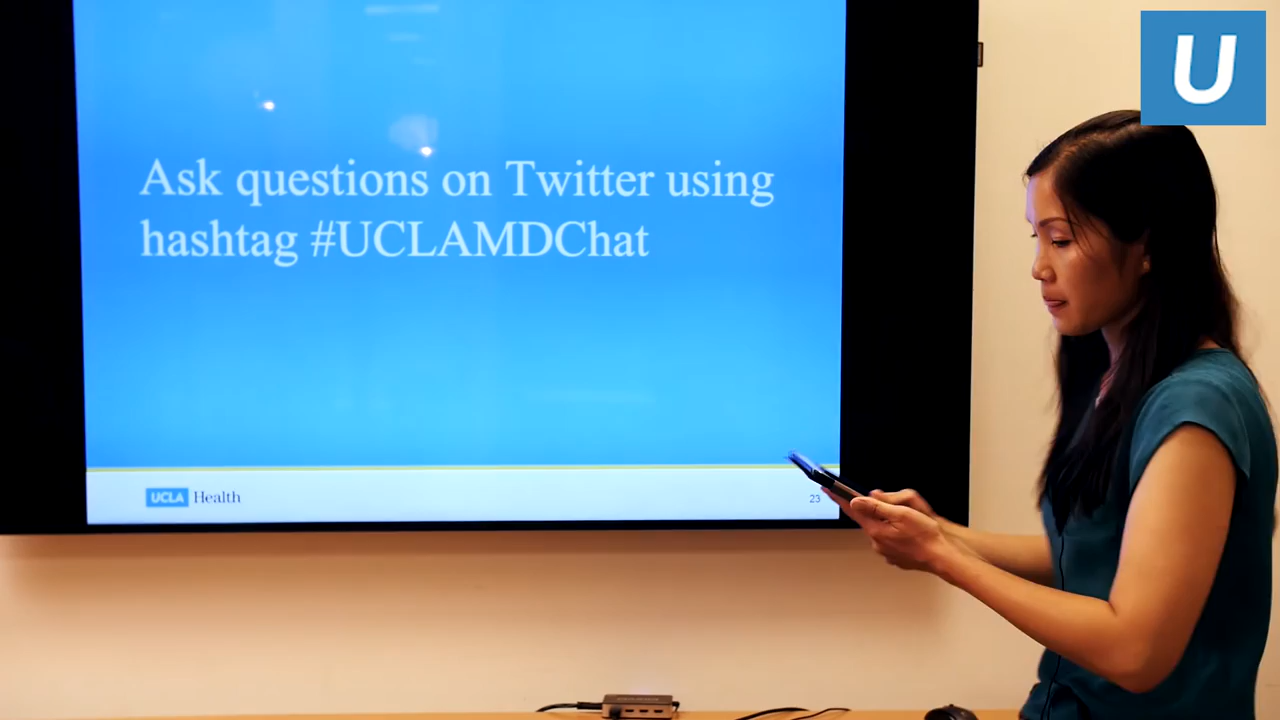 U
Ask questions on Twitter using
hashtag #UCLAMDChat
UCLA Health
23